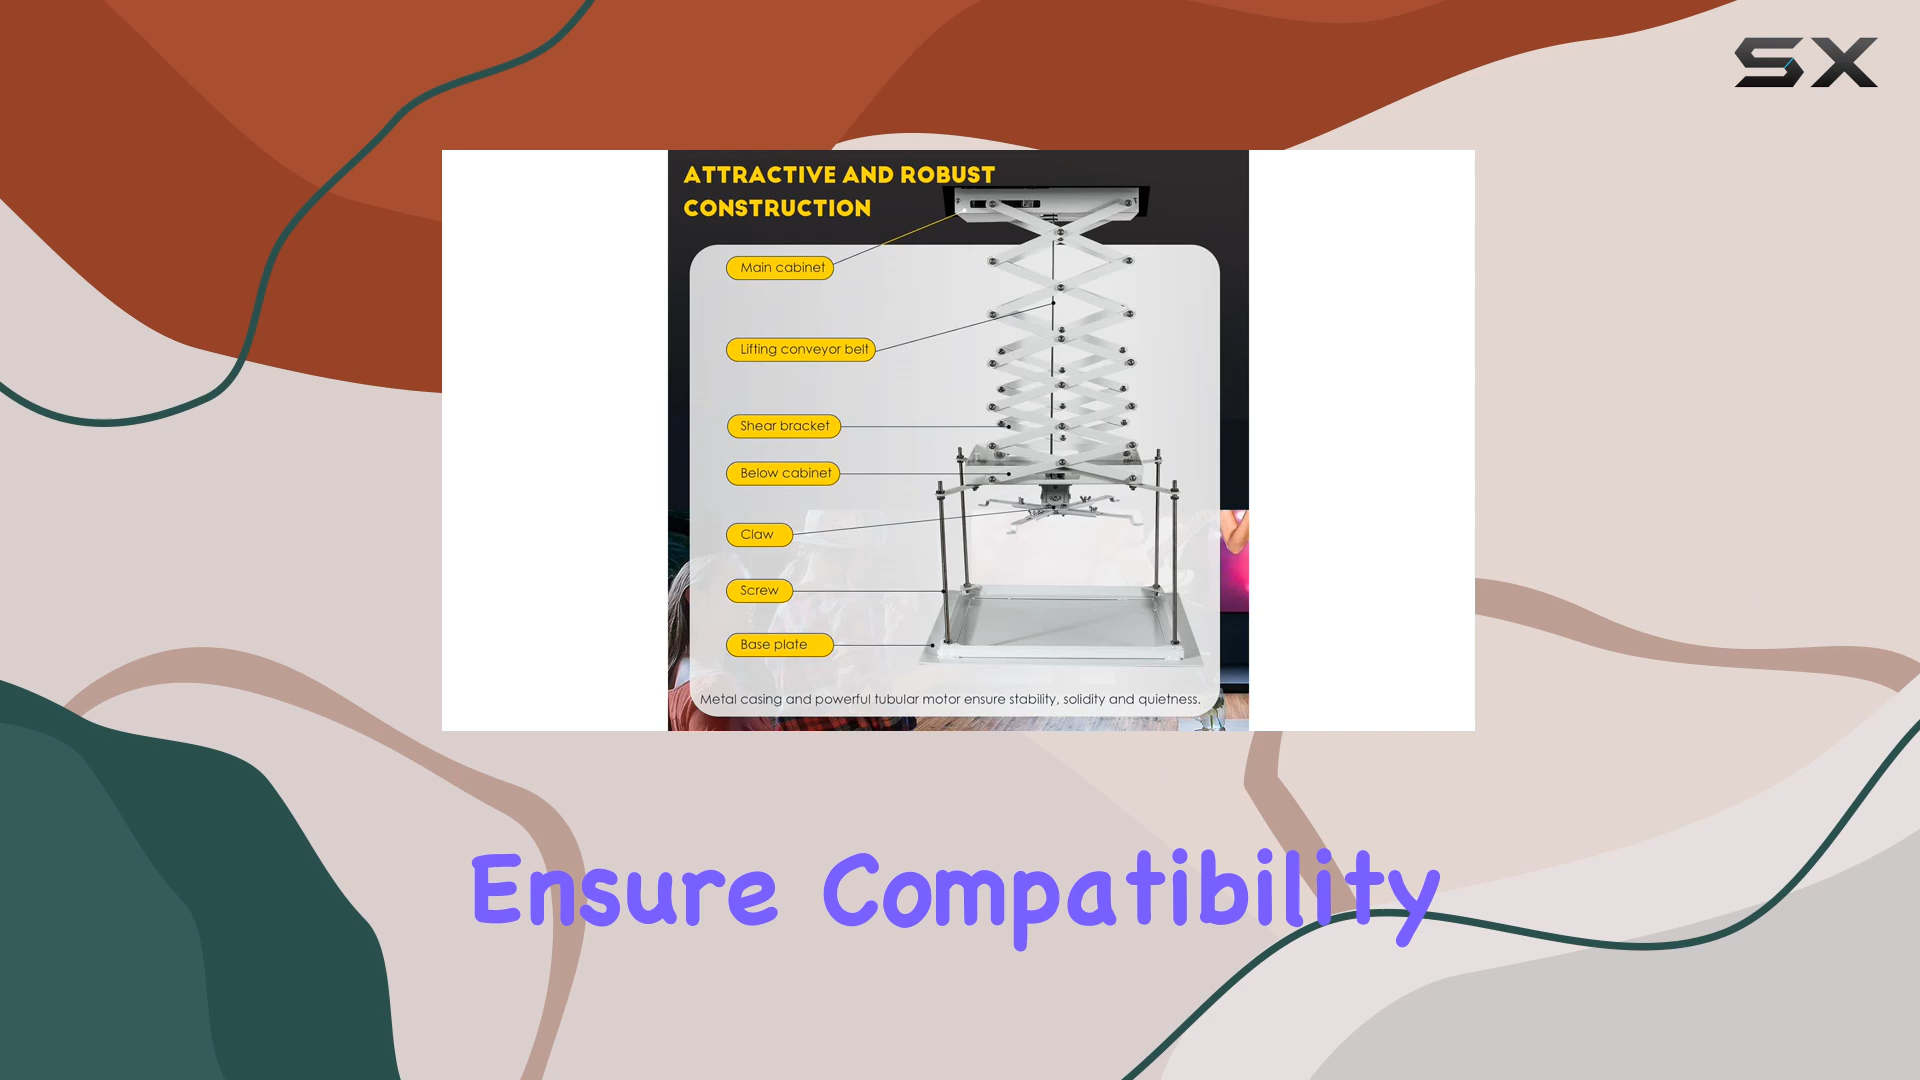 SX
ATTRACTIVE AND ROBUST
CONSTRUCTION
Main cabinet
Lifting conveyor belt
Shear bracket
Below cabinet
Claw
Screw
Base plate
Metal casing and powerful tubular motor ensure stability, solidity and quietness.
Ensure Compatibility